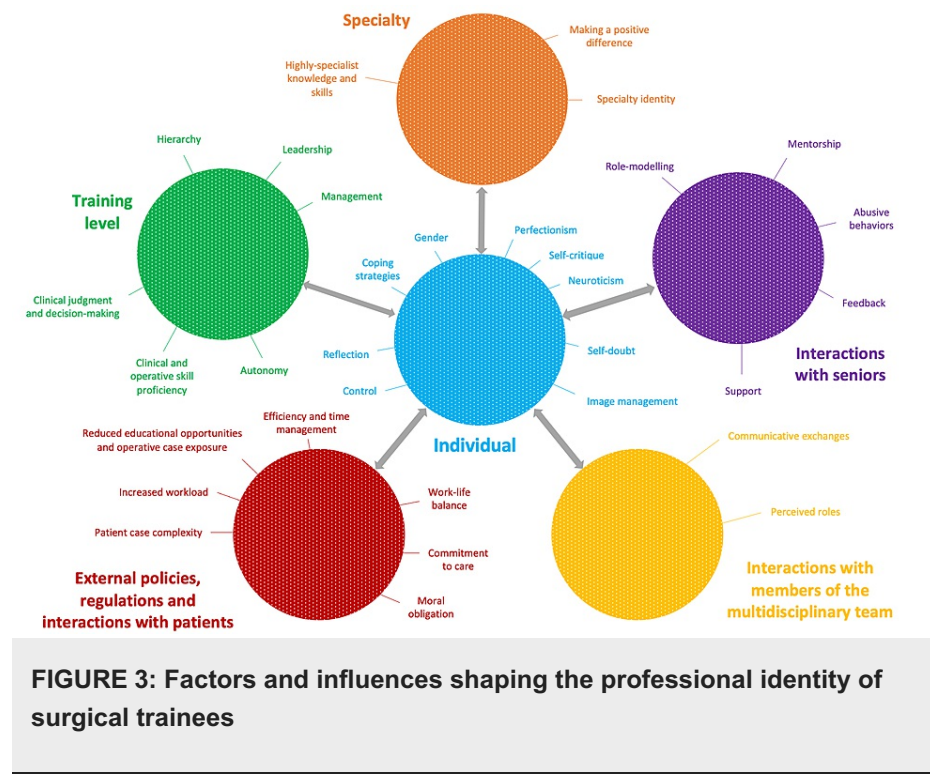 Specialty
Making a positive
difference
Highly-specialist
knowledge and
skills
Specialty identity
Hierarchy
Leadership
Management
Training
level
Clinical judgment
and decision-making
Clinical and
operative skill
proficiency
Autonomy
Mentorship
Role-modelling
Abusive
behaviors
Feedback
Support
Interactions
with seniors
Gender
Perfectionism
Self-critique
Neuroticism
Coping
strategies
Reflection
Self-doubt
Control
Image management
Individual
Efficiency and time
management
Reduced educational opportunities
and operative case exposure
Increased workload
Patient case complexity
Work-life
balance
Commitment
to care
Moral
obligation
External policies,
regulations and
interactions with patients
Communicative exchanges
Perceived roles
Interactions with
members of the
multidisciplinary team
FIGURE 3: Factors and influences shaping the professional identity of
surgical trainees